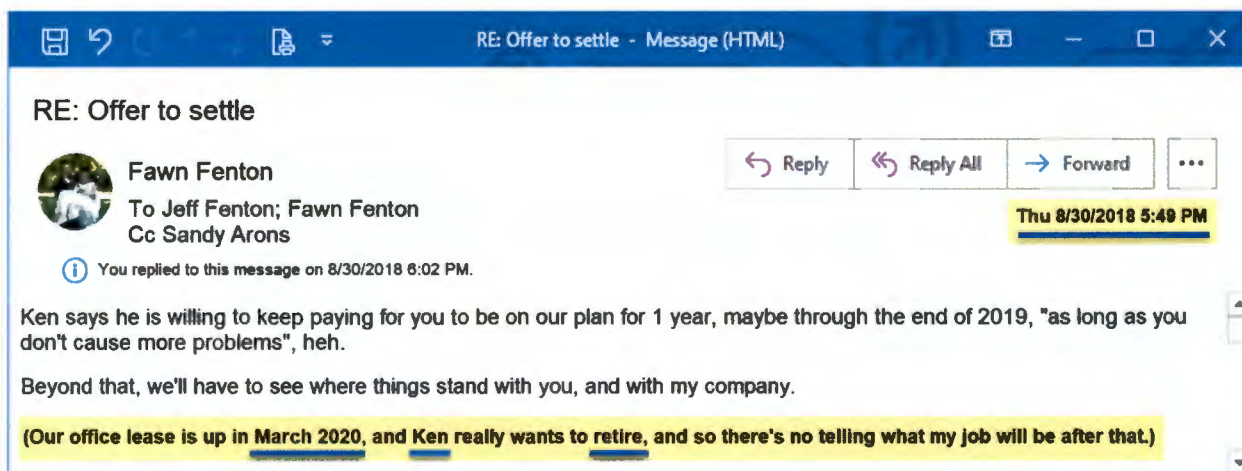 RE: Offer to settle - Message (HTML)
RE: Offer to settle
Fawn Fenton
To Jeff Fenton; Fawn Fenton
Cc Sandy Arons
Reply
Reply All
Forward
Thu 8/30/2018 5:49 PM
You replied to this message on 8/30/2018 6:02 PM.
Ken says he is willing to keep paying for you to be on our plan for 1 year, maybe through the end of 2019, "as long as you
don't cause more problems", heh.
Beyond that, we'll have to see where things stand with you, and with my company.
(Our office lease is up in March 2020, and Ken really wants to retire, and so there's no telling what my job will be after that.)